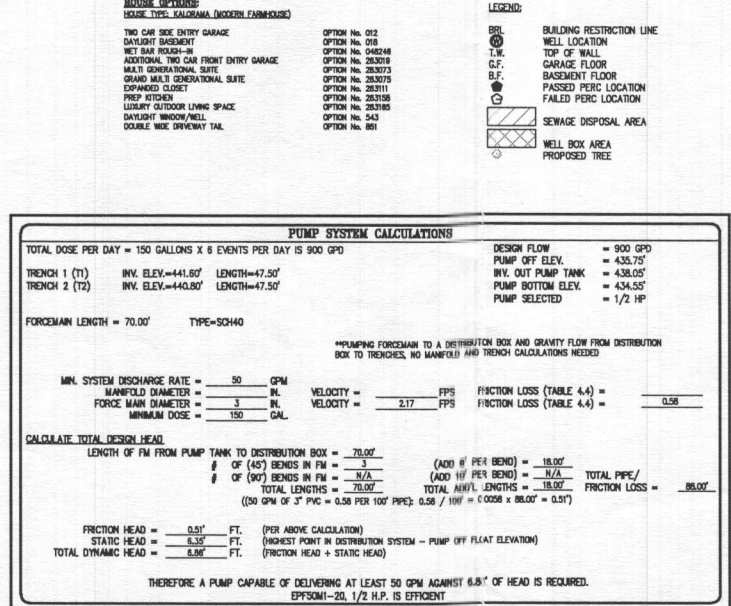 HOUSE OPTIONS:
HOUSE TYPE: KALORAMA (MODERN FARMHOUSE)
TWO CAR SIDE ENTRY GARAGE OPTION No. 012
DAYLIGHT BASEMENT OPTION No. 018
WET BAR ROUGH-IN OPTION No. 048248
ADDITIONAL TWO CAR FRONT ENTRY GARAGE OPTION No. 263019
MULTI GENERATIONAL SUITE OPTION No. 263073
GRAND MULTI GENERATIONAL SUITE OPTION No. 263075
EXPANDED CLOSET OPTION No. 263111
PREP KITCHEN OPTION No. 263156
LUXURY OUTDOOR LIVING SPACE OPTION No. 263165
DAYLIGHT WINDOW/WELL OPTION No. 543
DOUBLE WIDE DRIVEWAY TAIL OPTION No. 851
LEGEND:
BRL BUILDING RESTRICTION LINE
W WELL LOCATION
T.W. TOP OF WALL
G.F. GARAGE FLOOR
B.F. BASEMENT FLOOR
PASSED PERC LOCATION
FAILED PERC LOCATION
SEWAGE DISPOSAL AREA
WELL BOX AREA
PROPOSED TREE
PUMP SYSTEM CALCULATIONS
TOTAL DOSE PER DAY = 150 GALLONS X 6 EVENTS PER DAY IS 900 GPD
TRENCH 1 (T1) INV. ELEV.=441.60' LENGTH=47.50'
TRENCH 2 (T2) INV. ELEV.=440.80' LENGTH=47.50'
DESIGN FLOW = 900 GPD
PUMP OFF ELEV. = 435.75'
INV. OUT PUMP TANK = 438.05'
PUMP BOTTOM ELEV. = 434.55'
PUMP SELECTED = 1/2 HP
FORCEMAIN LENGTH = 70.00' TYPE=SCH40
**PUMPING FORCEMAIN TO A DISTRIBUTION BOX AND GRAVITY FLOW FROM DISTRIBUTION
BOX TO TRENCHES, NO MANIFOLD AND TRENCH CALCULATIONS NEEDED
MIN. SYSTEM DISCHARGE RATE = 50 GPM
MANIFOLD DIAMETER = IN. VELOCITY = FPS FRICTION LOSS (TABLE 4.4) =
FORCE MAIN DIAMETER = 3 IN. VELOCITY = 2.17 FPS FRICTION LOSS (TABLE 4.4) = 0.58
MINIMUM DOSE = 150 GAL.
CALCULATE TOTAL DESIGN HEAD
LENGTH OF FM FROM PUMP TANK TO DISTRIBUTION BOX = 70.00'
# OF (45°) BENDS IN FM = 3 (ADD 6' PER BEND) = 18.00'
# OF (90°) BENDS IN FM = N/A (ADD 10' PER BEND) = N/A TOTAL PIPE/
TOTAL LENGTHS = 70.00' TOTAL ADD'L LENGTHS = 18.00' FRICTION LOSS = 88.00'
((50 GPM OF 3" PVC = 0.58 PER 100' PIPE): 0.58 / 100' = 0.0058 x 88.00' = 0.51')
FRICTION HEAD = 0.51' FT. (PER ABOVE CALCULATION)
STATIC HEAD = 6.35' FT. (HIGHEST POINT IN DISTRIBUTION SYSTEM - PUMP OFF FLOAT ELEVATION)
TOTAL DYNAMIC HEAD = 6.86' FT. (FRICTION HEAD + STATIC HEAD)
THEREFORE A PUMP CAPABLE OF DELIVERING AT LEAST 50 GPM AGAINST OF HEAD IS REQUIRED.
EPF50M1-20, 1/2 H.P. IS EFFICIENT